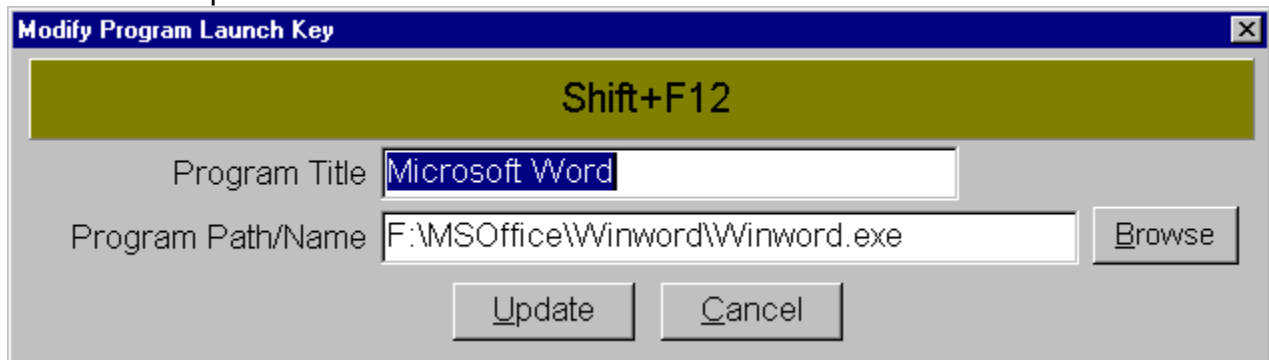 Modify Program Launch Key
Shift+F12
Program Title Microsoft Word
Program Path/Name F:\MSOffice\Winword\Winword.exe Browse
Update Cancel